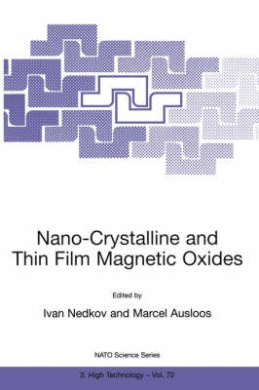 Nano-Crystalline and
Thin Film Magnetic Oxides
Edited by
Ivan Nedkov and Marcel Ausloos
NATO Science Series
3. High Technology – Vol. 72